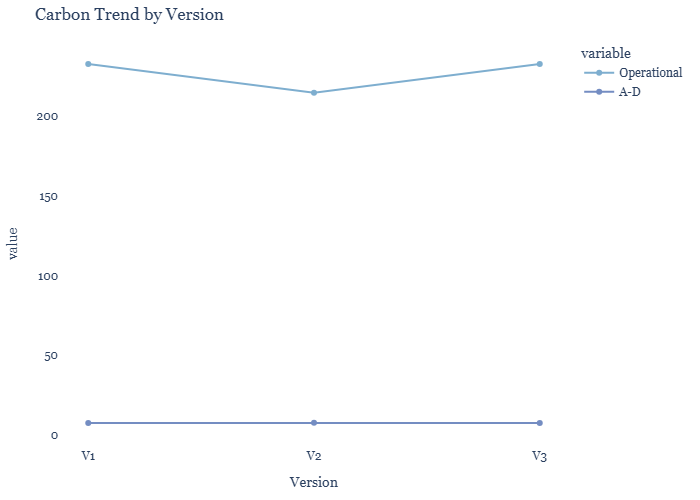 Carbon Trend by Version
variable
Operational
A-D
value
200
150
100
50
0
V1
V2
V3
Version